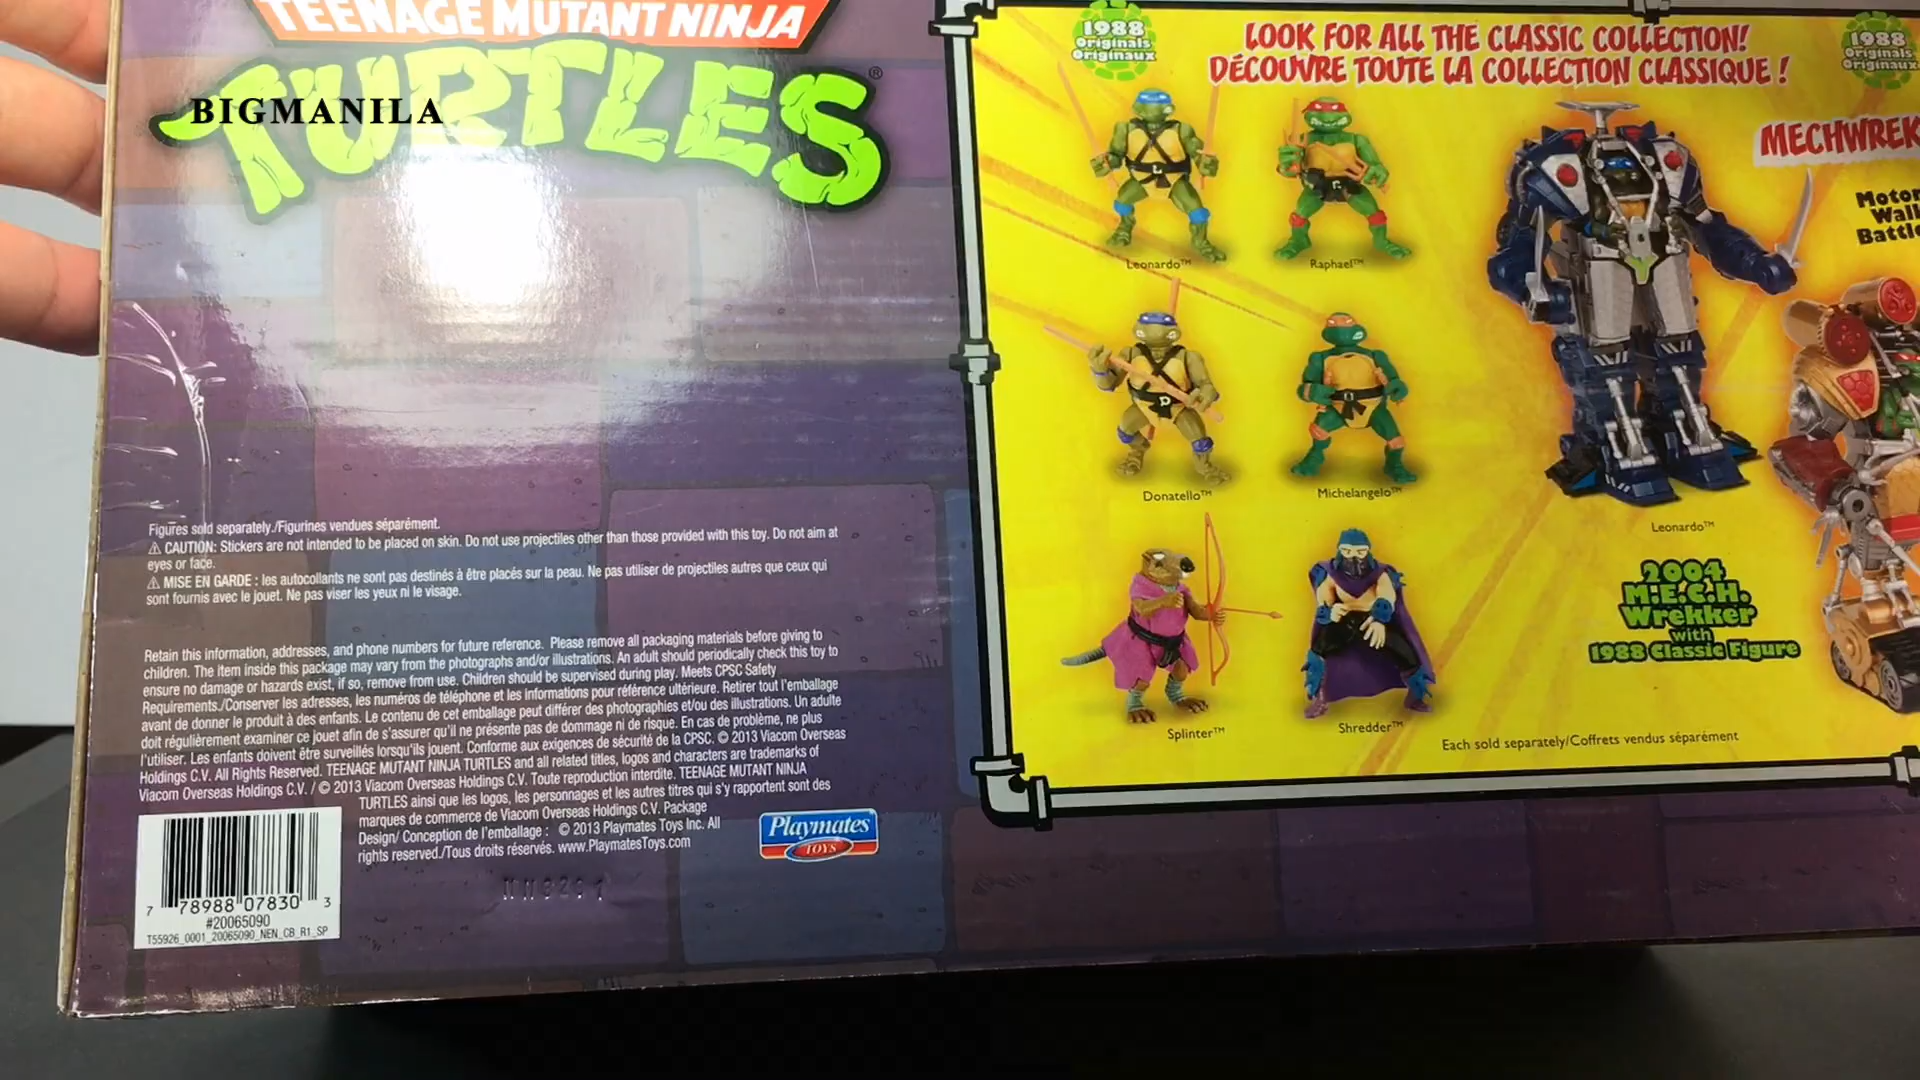 TEENAGE MUTANT NINJA
TURTLES®
BIGMANILA
Figures sold separately./Figurines vendues séparément.
⚠ CAUTION: Stickers are not intended to be placed on skin. Do not use projectiles other than those provided with this toy. Do not aim at
eyes or face.
⚠ MISE EN GARDE : les autocollants ne sont pas destinés à être placés sur la peau. Ne pas utiliser de projectiles autres que ceux qui
sont fournis avec le jouet. Ne pas viser les yeux ni le visage.
Retain this information, addresses, and phone numbers for future reference. Please remove all packaging materials before giving to
children. The item inside this package may vary from the photographs and/or illustrations. An adult should periodically check this toy to
ensure no damage or hazards exist, if so, remove from use. Children should be supervised during play. Meets CPSC Safety
Requirements./Conserver les adresses, les numéros de téléphone et les informations pour référence ultérieure. Retirer tout l'emballage
avant de donner le produit à des enfants. Le contenu de cet emballage peut différer des photographies et/ou des illustrations. Un adulte
doit régulièrement examiner ce jouet afin de s'assurer qu'il ne présente pas de dommage ni de risque. En cas de problème, ne plus
l'utiliser. Les enfants doivent être surveillés lorsqu'ils jouent. Conforme aux exigences de sécurité de la CPSC. © 2013 Viacom Overseas
Holdings C.V. All Rights Reserved. TEENAGE MUTANT NINJA TURTLES and all related titles, logos and characters are trademarks of
Viacom Overseas Holdings C.V. / © 2013 Viacom Overseas Holdings C.V. Toute reproduction interdite. TEENAGE MUTANT NINJA
TURTLES ainsi que les logos, les personnages et les autres titres qui s'y rapportent sont des
marques de commerce de Viacom Overseas Holdings C.V. Package
Design/ Conception de l'emballage : © 2013 Playmates Toys Inc. All
rights reserved./Tous droits réservés. www.PlaymatesToys.com
Playmates
TOYS
7 78988 07830 3
#20065090
T55926_0001_20065090_NEN_CB_R1_SP
1988
Originals
Originaux
LOOK FOR ALL THE CLASSIC COLLECTION!
DÉCOUVRE TOUTE LA COLLECTION CLASSIQUE !
1988
Originals
Originaux
Leonardo™
Raphael™
Donatello™
Michelangelo™
Splinter™
Shredder™
MECHWREK
Motor
Walk
Battle
Leonardo™
2004
M.E.C.H.
Wrekker
with
1988 Classic Figure
Each sold separately/Coffrets vendus séparément